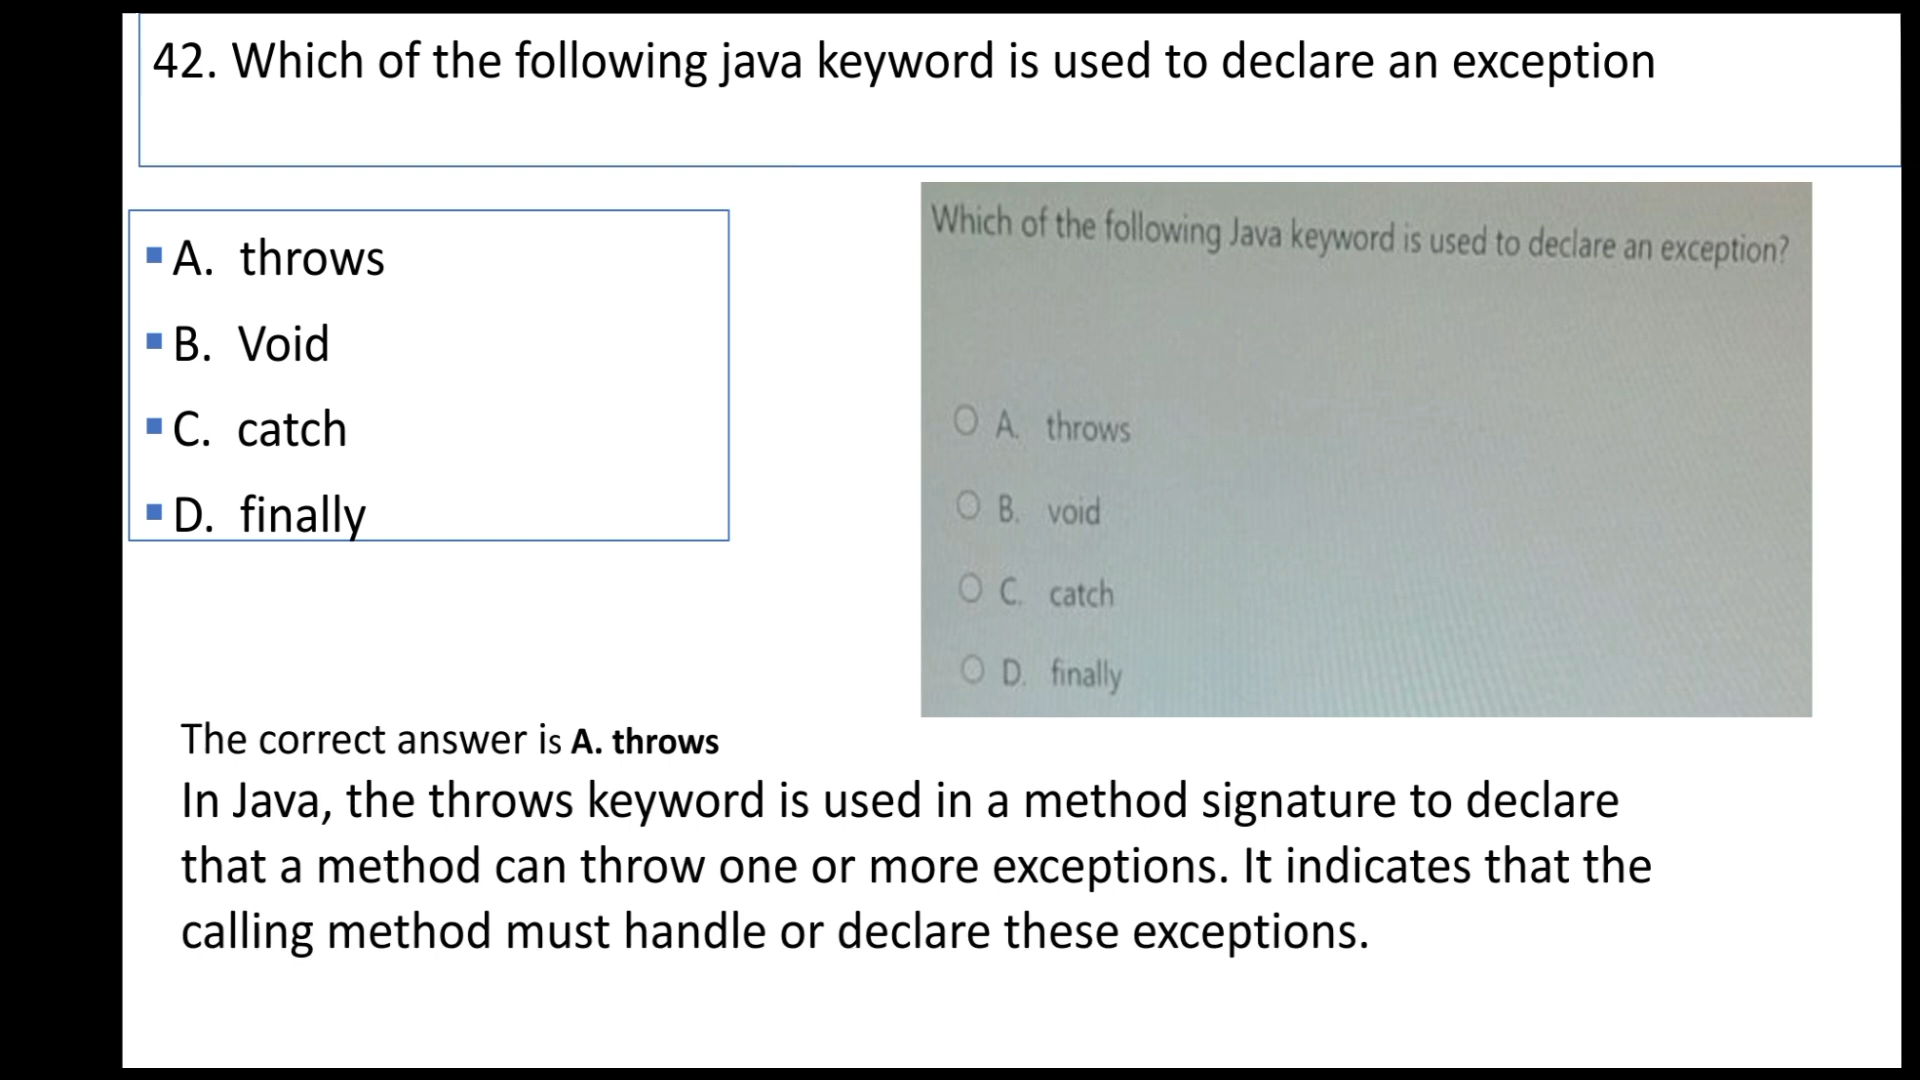 42. Which of the following java keyword is used to declare an exception
A. throws
B. Void
C. catch
D. finally
Which of the following Java keyword is used to declare an exception?
A. throws
B. void
C. catch
D. finally
The correct answer is A. throws
In Java, the throws keyword is used in a method signature to declare
that a method can throw one or more exceptions. It indicates that the
calling method must handle or declare these exceptions.